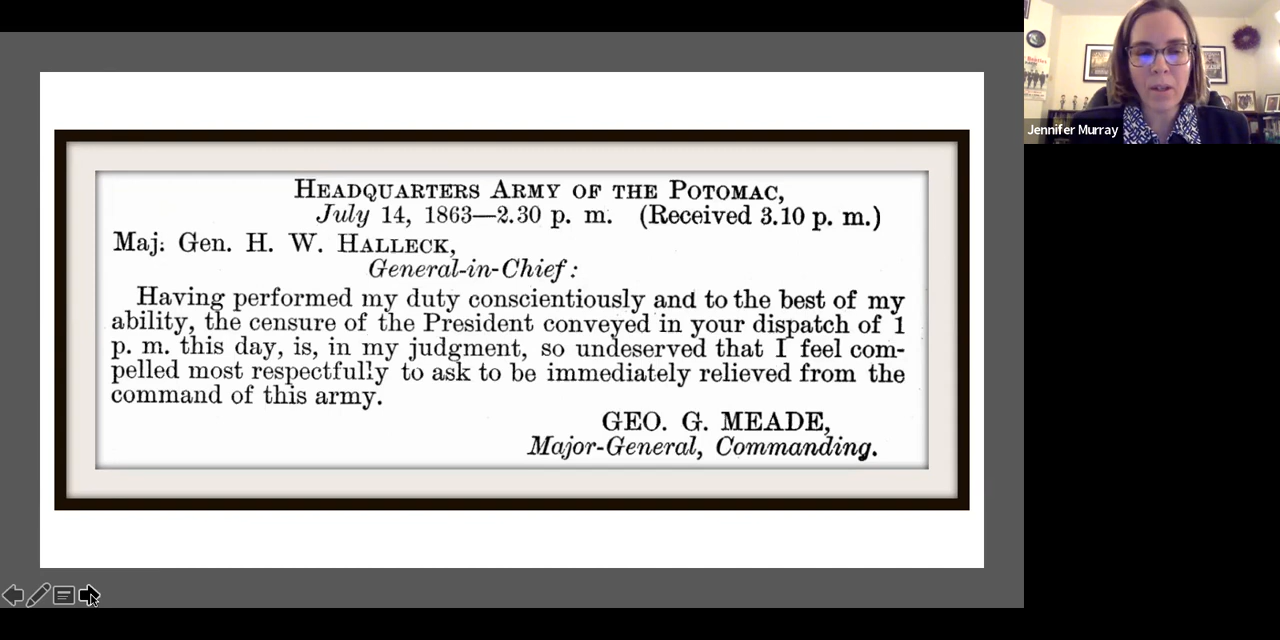 HEADQUARTERS ARMY OF THE POTOMAC,
July 14, 1863—2.30 p. m. (Received 3.10 p. m.)
Maj. Gen. H. W. HALLECK,
General-in-Chief:
Having performed my duty conscientiously and to the best of my
ability, the censure of the President conveyed in your dispatch of 1
p. m. this day, is, in my judgment, so undeserved that I feel com-
pelled most respectfully to ask to be immediately relieved from the
command of this army.
GEO. G. MEADE,
Major-General, Commanding.
Jennifer Murray